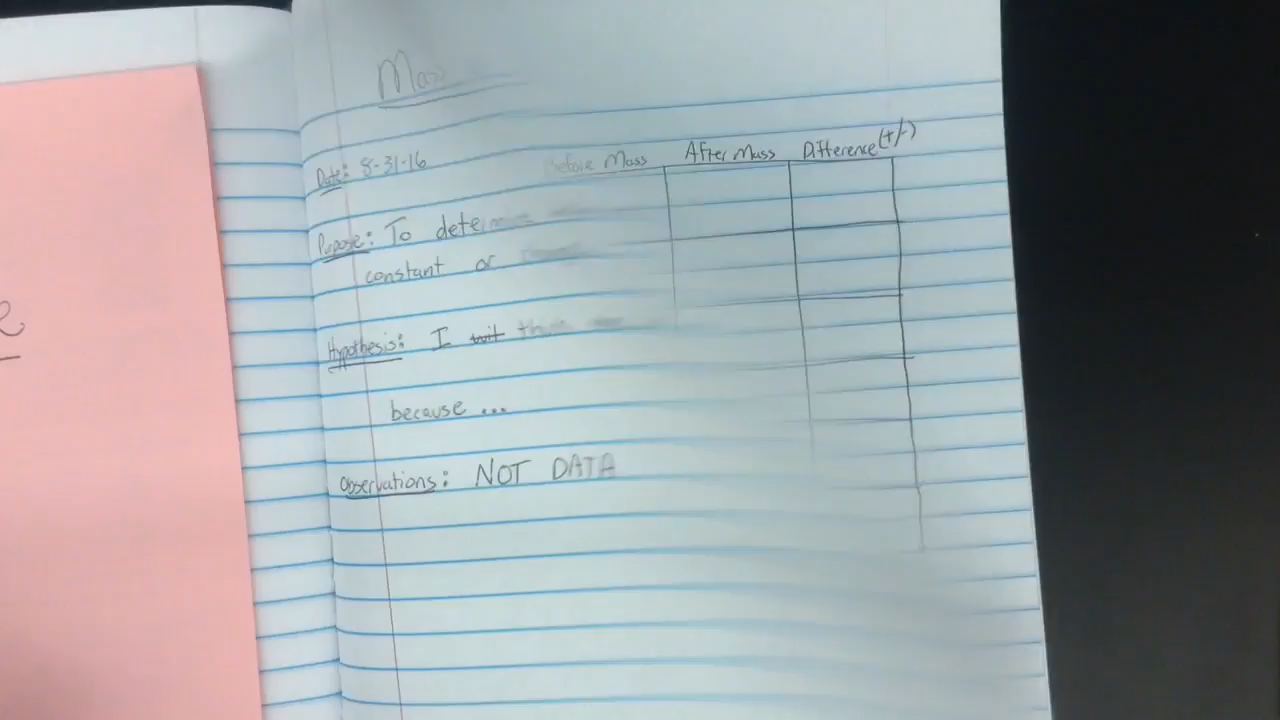 Mass
Date: 8-31-16
Before Mass After Mass Difference (+/-)
Purpose: To determine
constant or
Hypothesis: I
because ...
Observations: NOT DATA